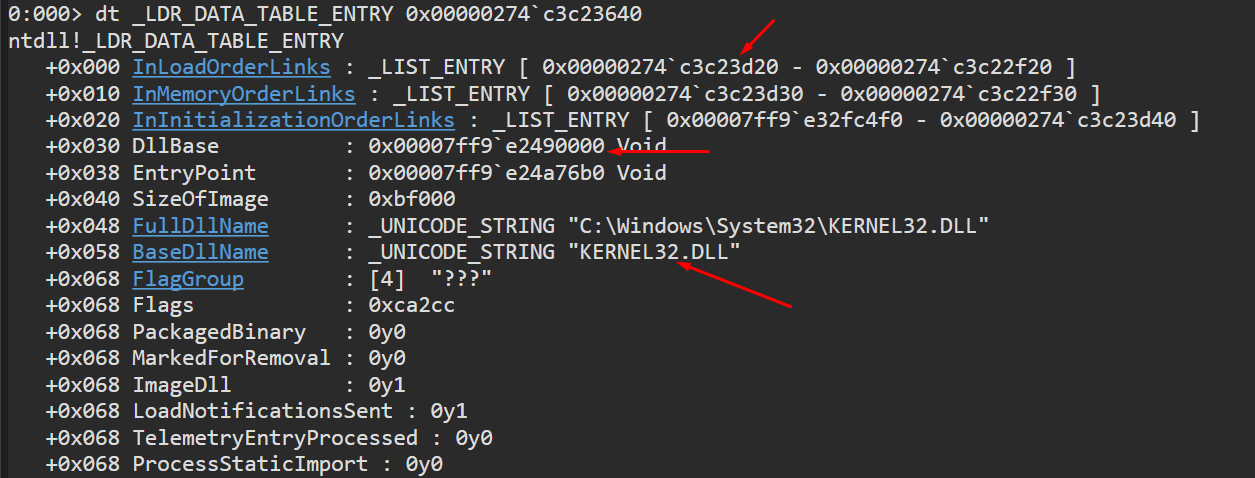 0:000> dt _LDR_DATA_TABLE_ENTRY 0x00000274`c3c23640
ntdll!_LDR_DATA_TABLE_ENTRY
   +0x000 InLoadOrderLinks : _LIST_ENTRY [ 0x00000274`c3c23d20 - 0x00000274`c3c22f20 ]
   +0x010 InMemoryOrderLinks : _LIST_ENTRY [ 0x00000274`c3c23d30 - 0x00000274`c3c22f30 ]
   +0x020 InInitializationOrderLinks : _LIST_ENTRY [ 0x00007ff9`e32fc4f0 - 0x00000274`c3c23d40 ]
   +0x030 DllBase          : 0x00007ff9`e2490000 Void
   +0x038 EntryPoint       : 0x00007ff9`e24a76b0 Void
   +0x040 SizeOfImage      : 0xbf000
   +0x048 FullDllName      : _UNICODE_STRING "C:\Windows\System32\KERNEL32.DLL"
   +0x058 BaseDllName      : _UNICODE_STRING "KERNEL32.DLL"
   +0x068 FlagGroup        : [4]  "???"
   +0x068 Flags            : 0xca2cc
   +0x068 PackagedBinary   : 0y0
   +0x068 MarkedForRemoval : 0y0
   +0x068 ImageDll         : 0y1
   +0x068 LoadNotificationsSent : 0y1
   +0x068 TelemetryEntryProcessed : 0y0
   +0x068 ProcessStaticImport : 0y0